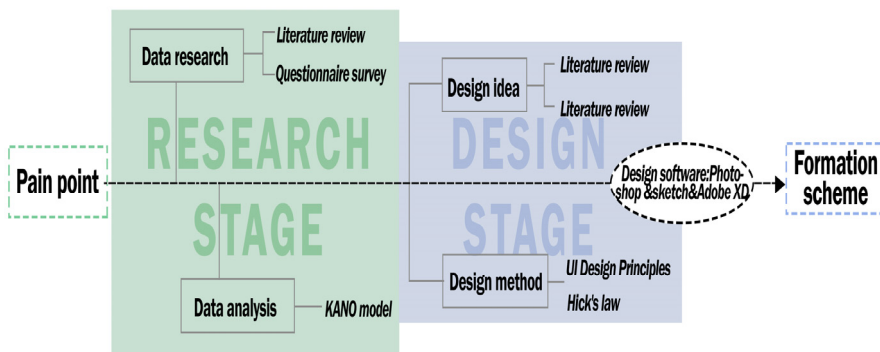 Literature review
Data research
Questionnaire survey
Literature review
Design idea
Literature review
RESEARCH
STAGE
DESIGN
STAGE
Pain point
Design software:Photo-
shop &sketch&Adobe XD
Formation
scheme
UI Design Principles
Design method
Hick's law
Data analysis
KANO model